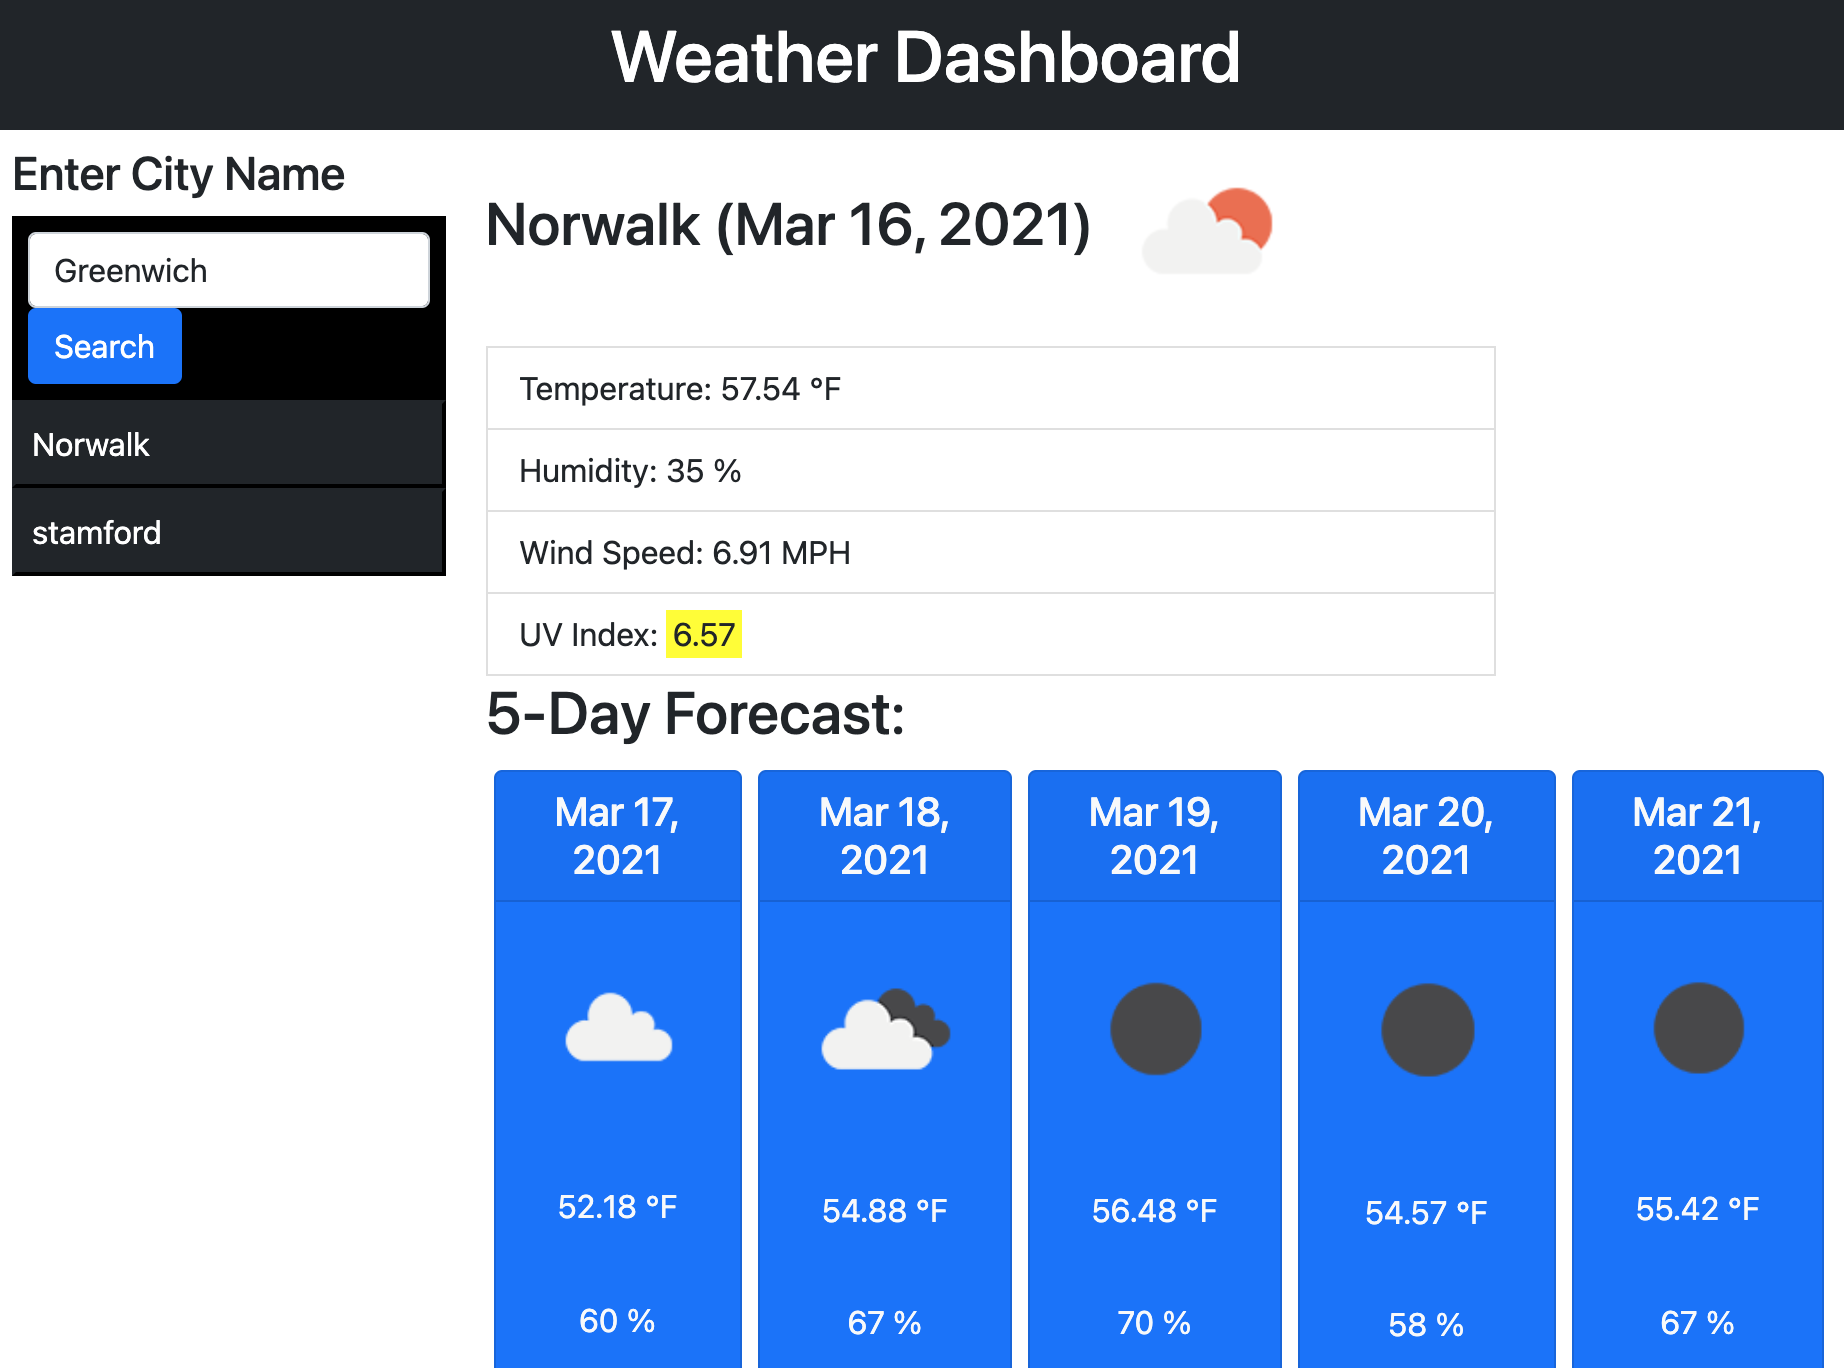 Weather Dashboard
Enter City Name
Greenwich
Search
Norwalk
stamford
Norwalk (Mar 16, 2021)
Temperature: 57.54 °F
Humidity: 35 %
Wind Speed: 6.91 MPH
UV Index: 6.57
5-Day Forecast:
Mar 17,
2021
52.18 °F
60 %
Mar 18,
2021
54.88 °F
67 %
Mar 19,
2021
56.48 °F
70 %
Mar 20,
2021
54.57 °F
58 %
Mar 21,
2021
55.42 °F
67 %